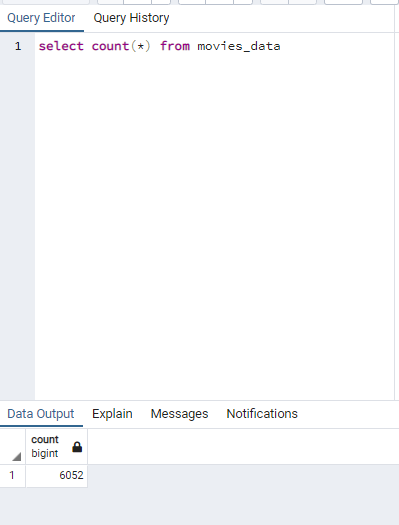 Query Editor Query History
1 select count(*) from movies_data
Data Output Explain Messages Notifications
count
bigint
1 6052